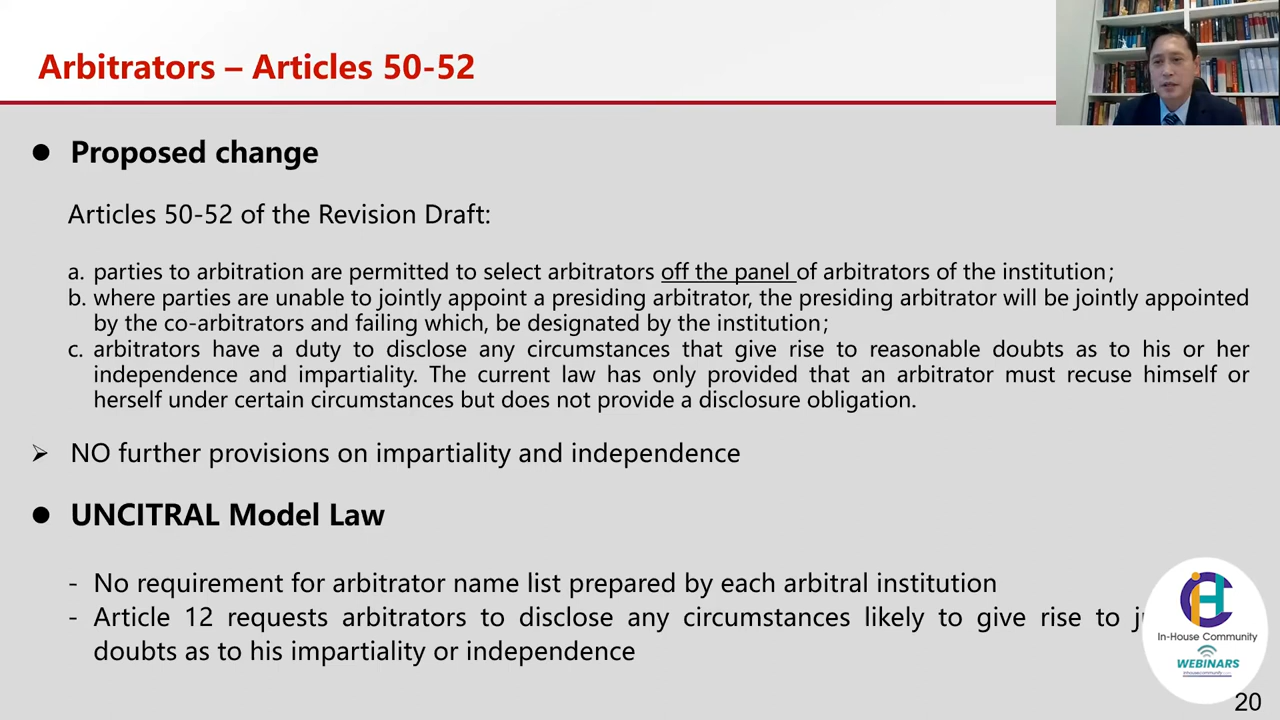 Arbitrators – Articles 50-52
● Proposed change
Articles 50-52 of the Revision Draft:
a. parties to arbitration are permitted to select arbitrators off the panel of arbitrators of the institution;
b. where parties are unable to jointly appoint a presiding arbitrator, the presiding arbitrator will be jointly appointed
by the co-arbitrators and failing which, be designated by the institution;
c. arbitrators have a duty to disclose any circumstances that give rise to reasonable doubts as to his or her
independence and impartiality. The current law has only provided that an arbitrator must recuse himself or
herself under certain circumstances but does not provide a disclosure obligation.
➢ NO further provisions on impartiality and independence
● UNCITRAL Model Law
- No requirement for arbitrator name list prepared by each arbitral institution
- Article 12 requests arbitrators to disclose any circumstances likely to give rise to
doubts as to his impartiality or independence
In-House Community
WEBINARS
20